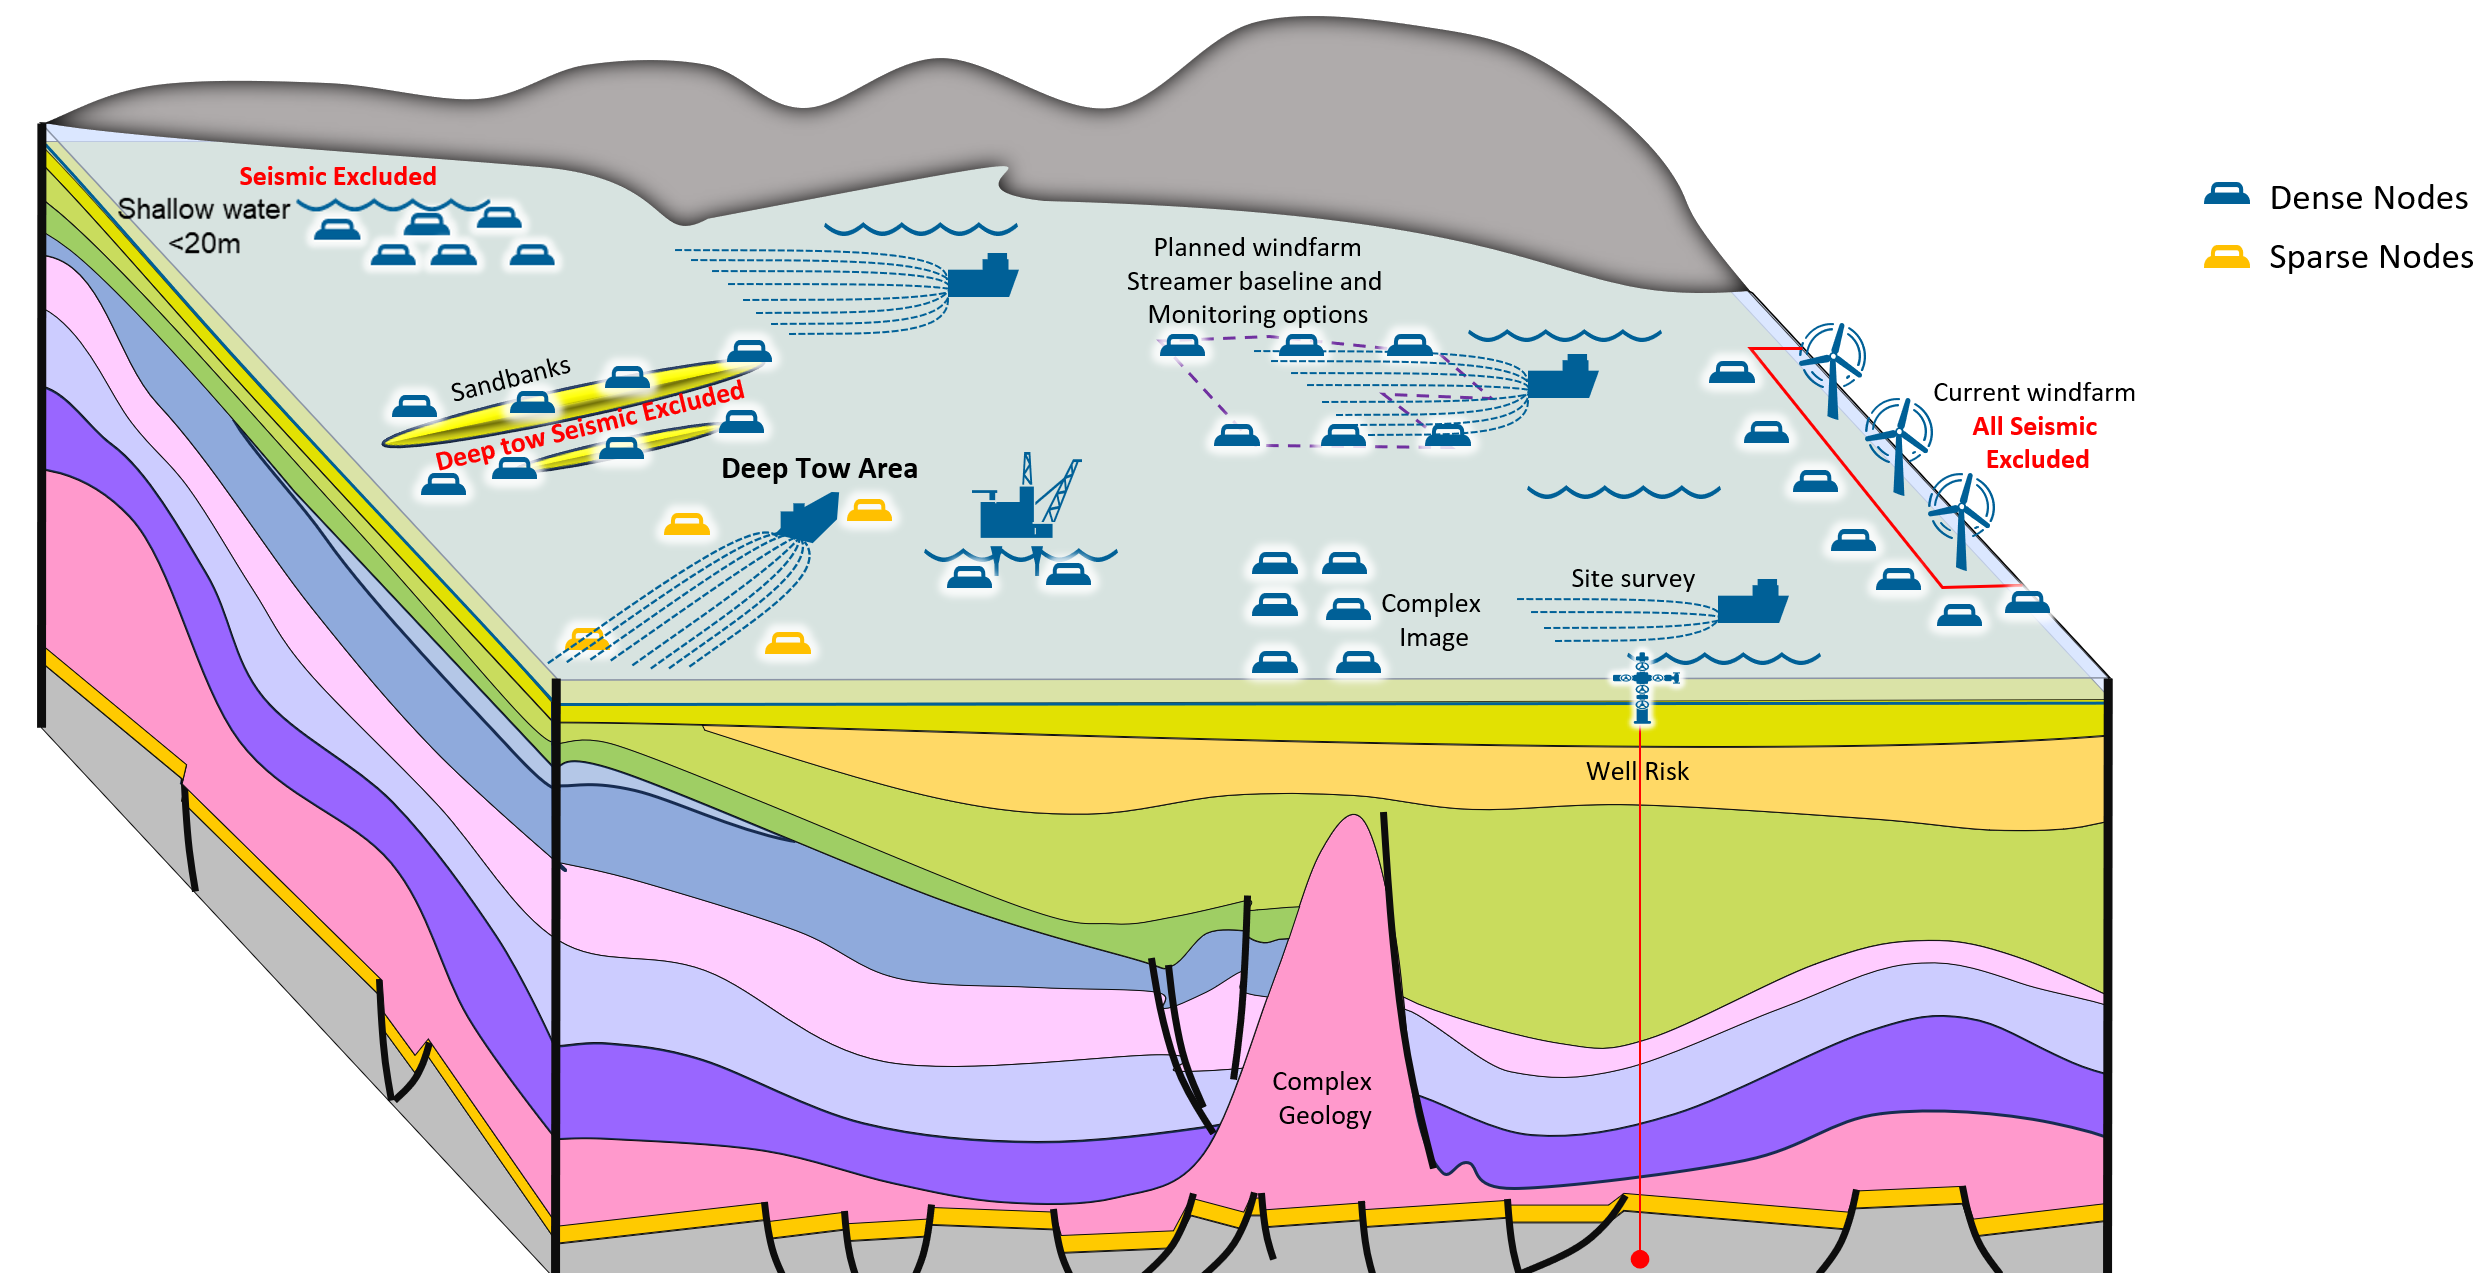 Seismic Excluded
Shallow water
<20m
Planned windfarm
Streamer baseline and
Monitoring options
Dense Nodes
Sparse Nodes
Sandbanks
Deep tow Seismic Excluded
Current windfarm
All Seismic
Excluded
Deep Tow Area
Site survey
Complex
Image
Well Risk
Complex
Geology